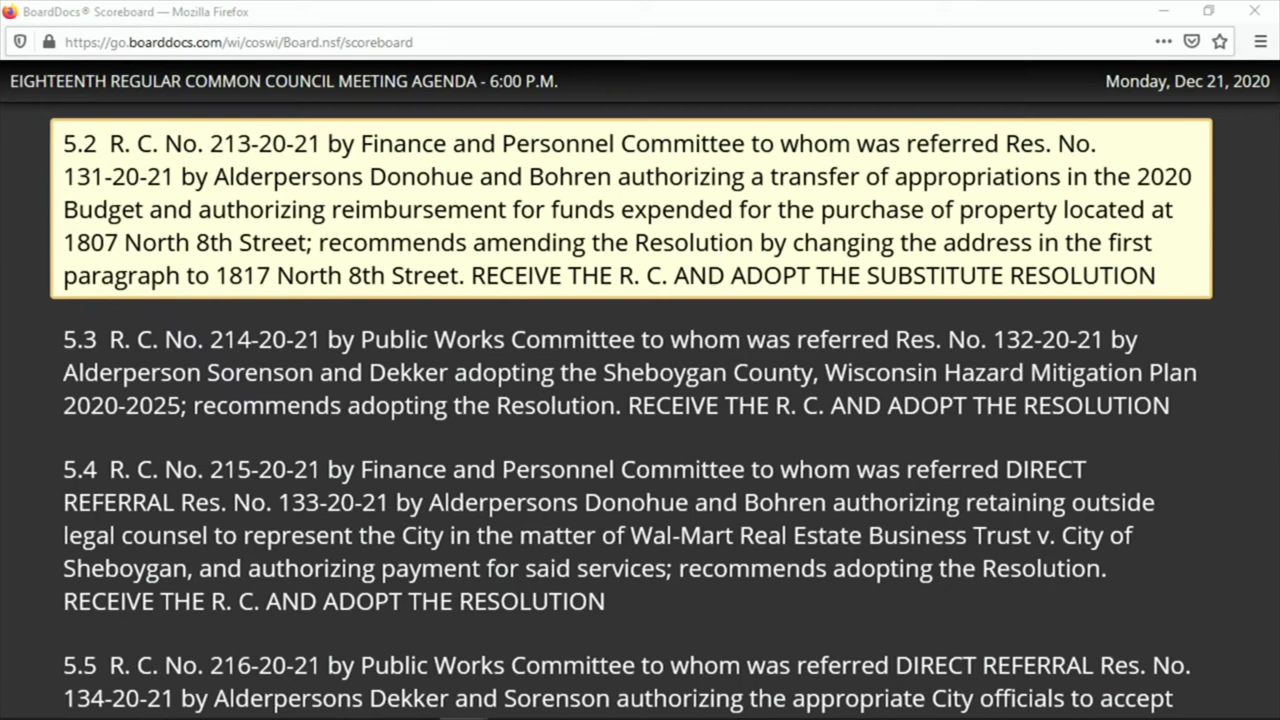 BoardDocs® Scoreboard — Mozilla Firefox
https://go.boarddocs.com/wi/coswi/Board.nsf/scoreboard
EIGHTEENTH REGULAR COMMON COUNCIL MEETING AGENDA - 6:00 P.M. Monday, Dec 21, 2020
5.2 R. C. No. 213-20-21 by Finance and Personnel Committee to whom was referred Res. No.
131-20-21 by Alderpersons Donohue and Bohren authorizing a transfer of appropriations in the 2020
Budget and authorizing reimbursement for funds expended for the purchase of property located at
1807 North 8th Street; recommends amending the Resolution by changing the address in the first
paragraph to 1817 North 8th Street. RECEIVE THE R. C. AND ADOPT THE SUBSTITUTE RESOLUTION
5.3 R. C. No. 214-20-21 by Public Works Committee to whom was referred Res. No. 132-20-21 by
Alderperson Sorenson and Dekker adopting the Sheboygan County, Wisconsin Hazard Mitigation Plan
2020-2025; recommends adopting the Resolution. RECEIVE THE R. C. AND ADOPT THE RESOLUTION
5.4 R. C. No. 215-20-21 by Finance and Personnel Committee to whom was referred DIRECT
REFERRAL Res. No. 133-20-21 by Alderpersons Donohue and Bohren authorizing retaining outside
legal counsel to represent the City in the matter of Wal-Mart Real Estate Business Trust v. City of
Sheboygan, and authorizing payment for said services; recommends adopting the Resolution.
RECEIVE THE R. C. AND ADOPT THE RESOLUTION
5.5 R. C. No. 216-20-21 by Public Works Committee to whom was referred DIRECT REFERRAL Res. No.
134-20-21 by Alderpersons Dekker and Sorenson authorizing the appropriate City officials to accept